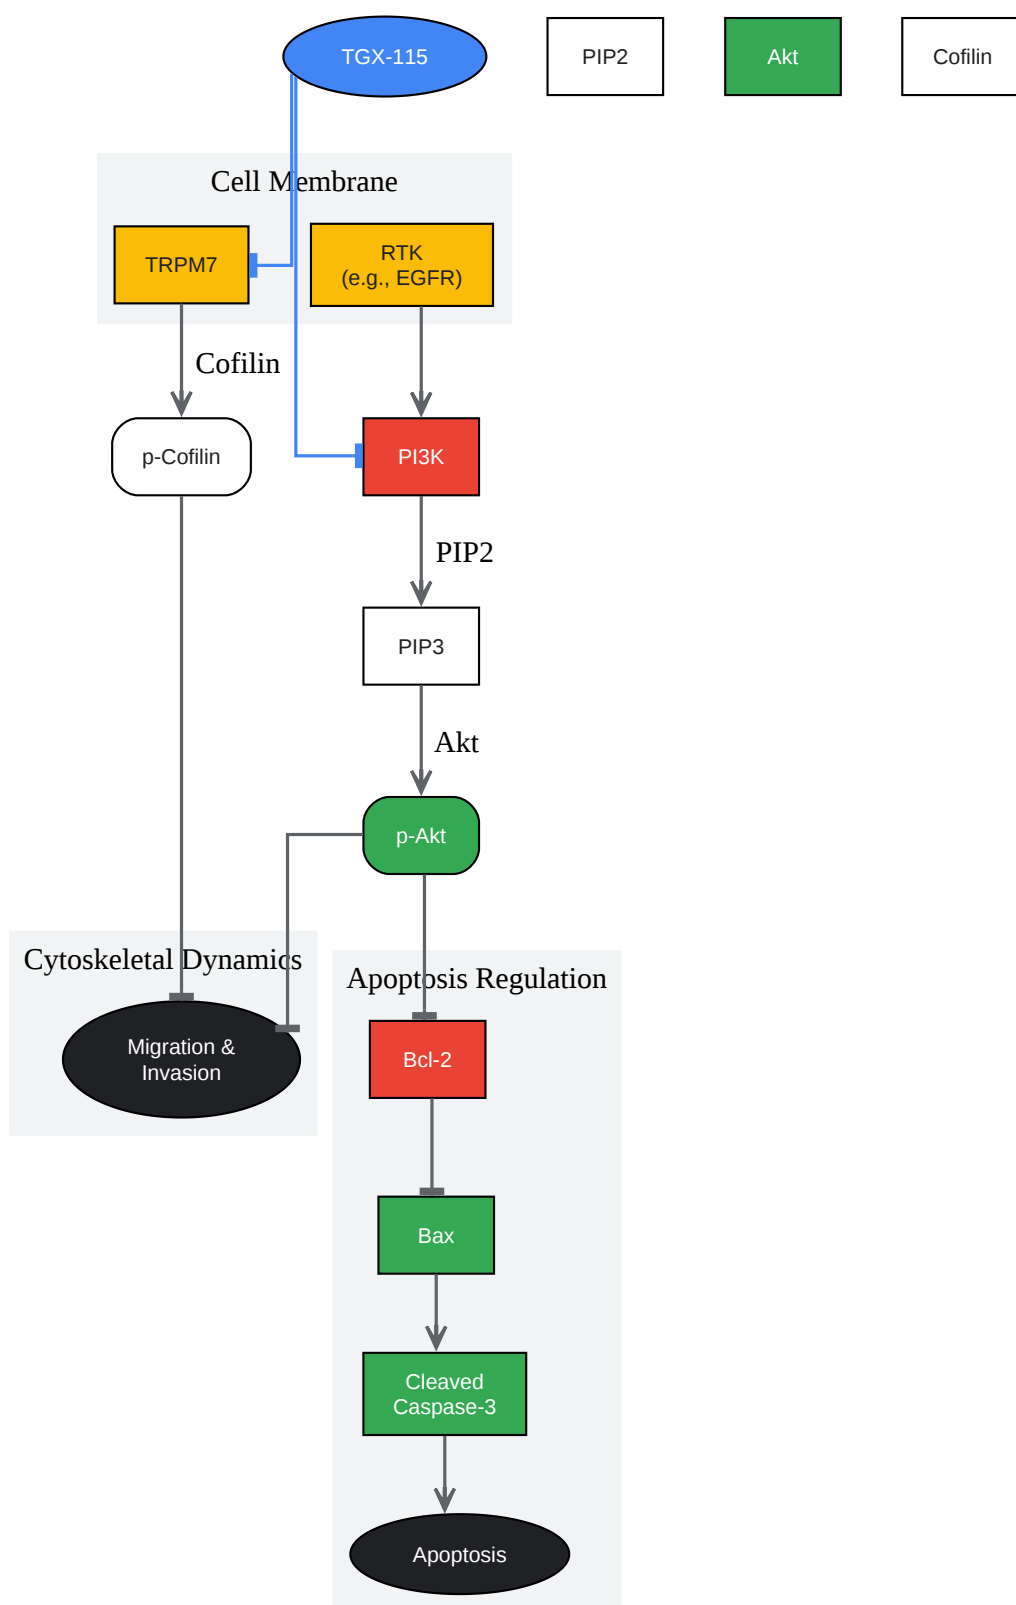 TGX-115
PIP2
Akt
Cofilin
Cell Membrane
TRPM7
RTK
(e.g., EGFR)
Cofilin
p-Cofilin
PI3K
PIP2
PIP3
Akt
p-Akt
Cytoskeletal Dynamics
Apoptosis Regulation
Migration &
Invasion
Bcl-2
Bax
Cleaved
Caspase-3
Apoptosis